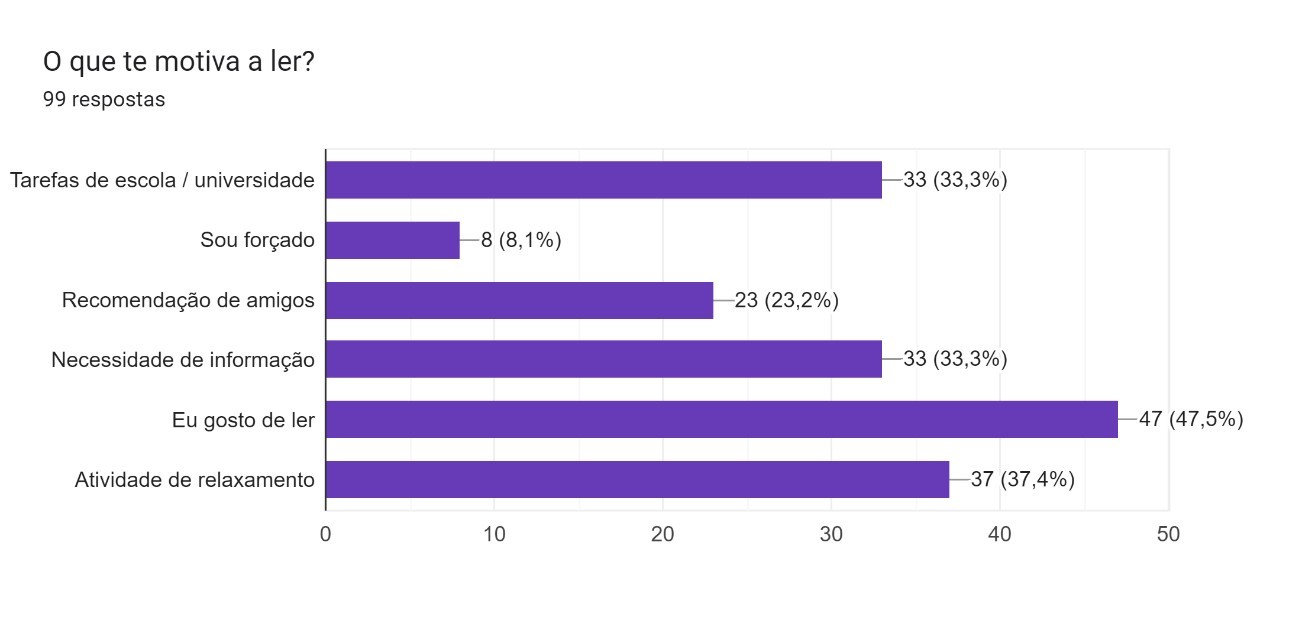 O que te motiva a ler?
99 respostas
Tarefas de escola / universidade 33 (33,3%)
Sou forçado 8 (8,1%)
Recomendação de amigos 23 (23,2%)
Necessidade de informação 33 (33,3%)
Eu gosto de ler 47 (47,5%)
Atividade de relaxamento 37 (37,4%)
0 10 20 30 40 50